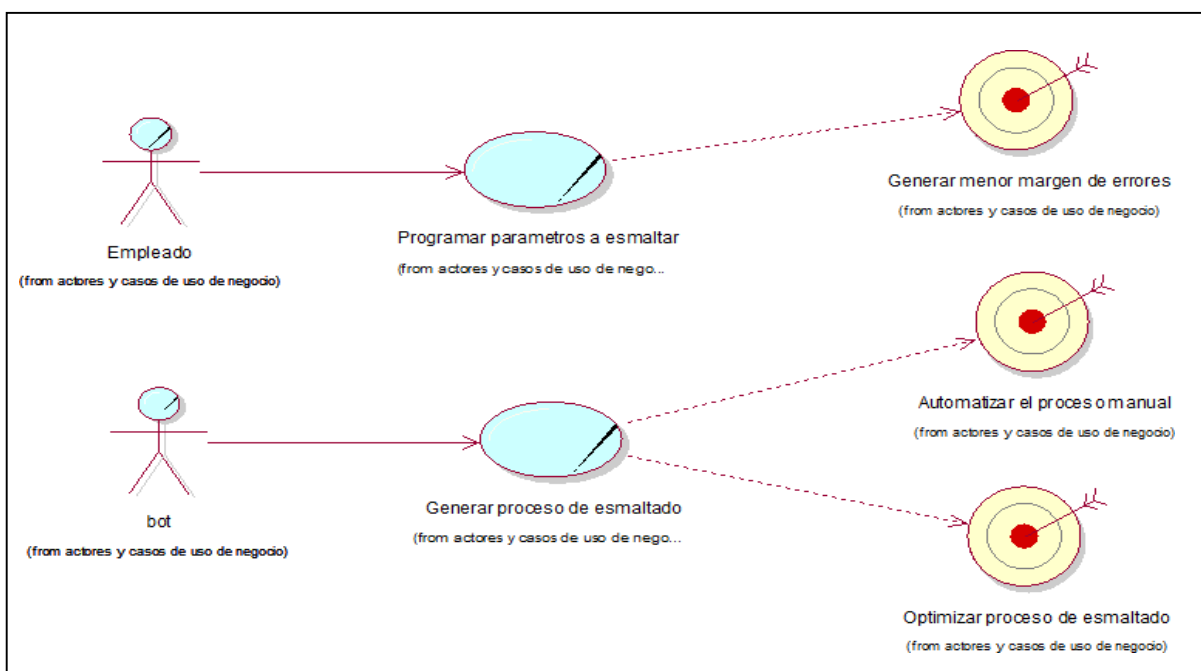 Generar menor margen de errores
(from actores y casos de uso de negocio)
Empleado
(from actores y casos de uso de negocio)
Programar parametros a esmaltar
(from actores y casos de uso de nego...
Automatizar el proceso manual
(from actores y casos de uso de negocio)
bot
(from actores y casos de uso de negocio)
Generar proceso de esmaltado
(from actores y casos de uso de nego...
Optimizar proceso de esmaltado
(from actores y casos de uso de negocio)